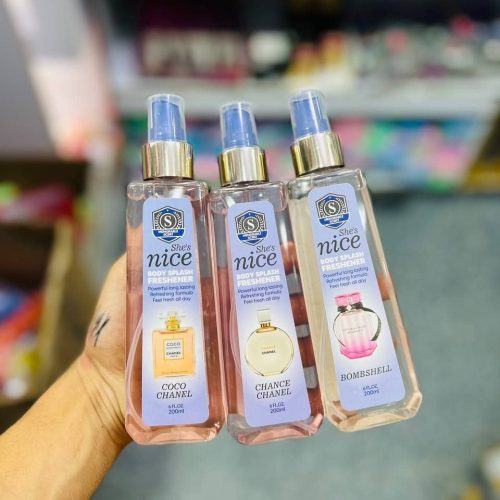 S
She's
nice
BODY SPLASH
FRESHENER
Powerful long lasting
Refreshing formula
Feel fresh all day
COCO
CHANEL
COCO
CHANEL
6 FL.OZ.
200ml
S
She's
nice
BODY SPLASH
FRESHENER
Powerful long lasting
Refreshing formula
Feel fresh all day
CHANEL
CHANCE
CHANEL
6 FL.OZ.
200ml
S
She's
nice
BODY SPLASH
FRESHENER
Powerful long lasting
Refreshing formula
Feel fresh all day
BOMBSHELL
6 FL.OZ.
200ml